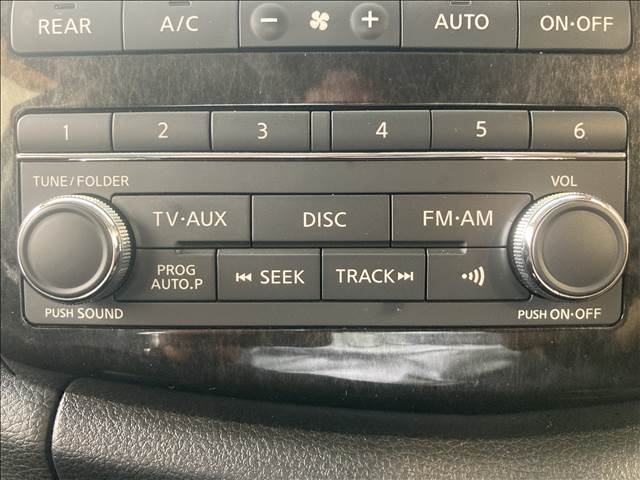 REAR A/C − + AUTO ON·OFF
1 2 3 4 5 6
TUNE/FOLDER VOL
TV·AUX DISC FM·AM
PROG
AUTO.P
⏮ SEEK TRACK ⏭
PUSH SOUND PUSH ON·OFF